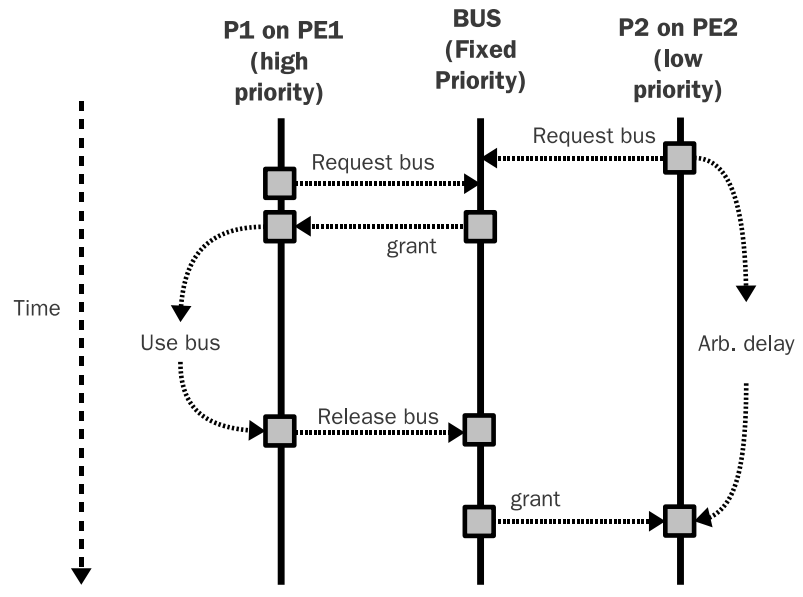 P1 on PE1
(high
priority)
BUS
(Fixed
Priority)
P2 on PE2
(low
priority)
Request bus
Request bus
grant
Time
Use bus
Arb. delay
Release bus
grant